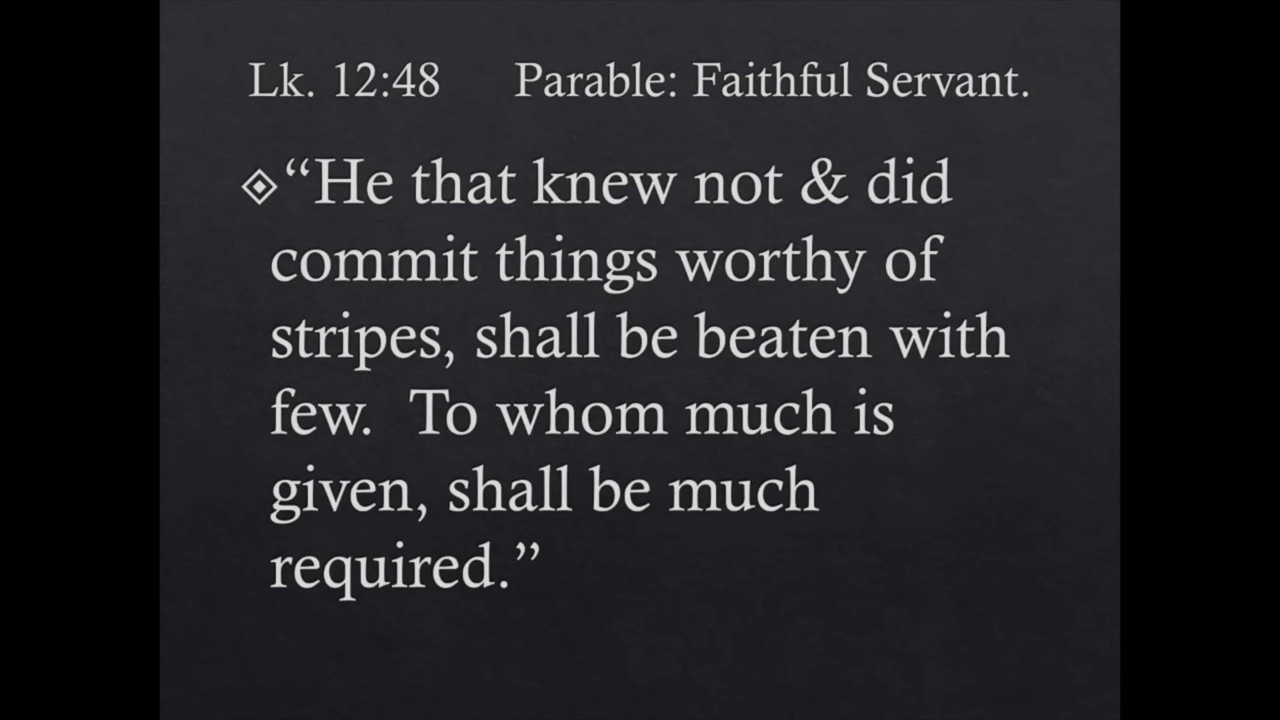 Lk. 12:48 Parable: Faithful Servant.
“He that knew not & did
commit things worthy of
stripes, shall be beaten with
few. To whom much is
given, shall be much
required.”